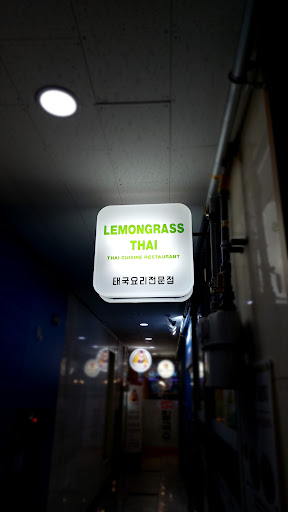 LEMONGRASS
THAI
THAI CUISINE RESTAURANT
태국요리전문점